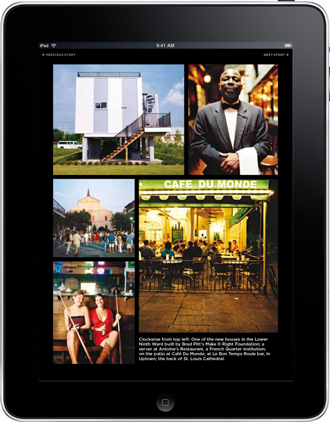 iPad 9:41 AM
PREVIOUS STORY NEXT STORY
CAFE DU MONDE
Clockwise from top left: One of the new houses in the Lower
Ninth Ward built by Brad Pitt's Make It Right Foundation; a
server at Antoine's Restaurant, a French Quarter institution;
on the patio at Café Du Monde; at Le Bon Temps Roule bar, in
Uptown; the back of St. Louis Cathedral.